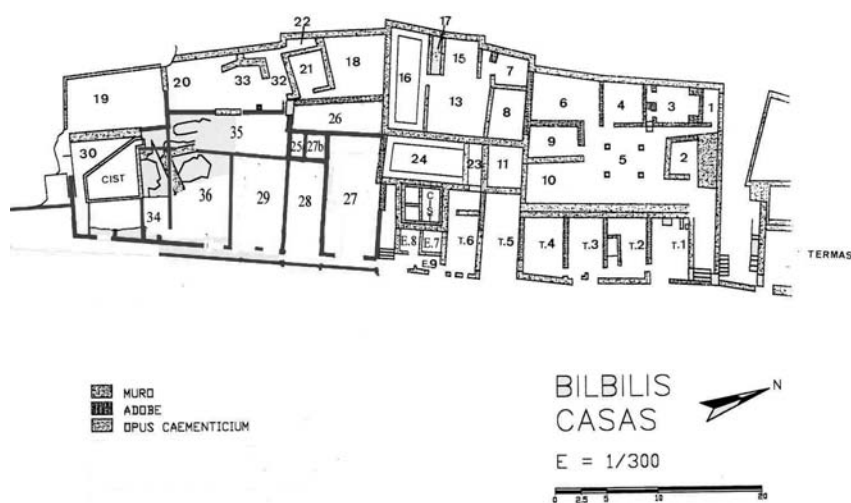 22
17
20
33
32
21
18
16
15
7
19
13
8
6
4
3
1
35
26
30
25
27b
24
23
11
9
5
2
10
CIST
36
29
28
27
34
E.8
E.7
E.9
T.6
T.5
T.4
T.3
T.2
T.1
TERMAS
MURO
ADOBE
OPUS CAEMENTICIUM
BILBILIS
CASAS
N
E = 1/300
0 2.5 5 10 20